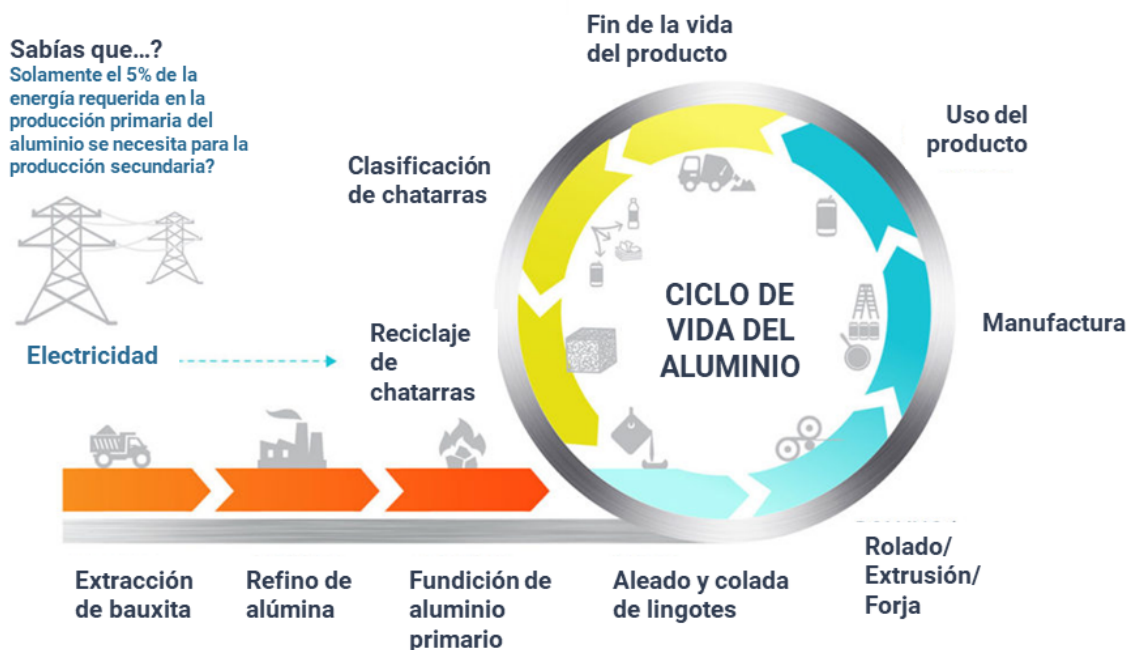 Sabías que...?
Solamente el 5% de la
energía requerida en la
producción primaria del
aluminio se necesita para la
producción secundaria?
Electricidad
Fin de la vida
del producto
Uso del
producto
Clasificación
de chatarras
Reciclaje
de
chatarras
CICLO DE
VIDA DEL
ALUMINIO
Manufactura
Extracción
de bauxita
Refino de
alúmina
Fundición de
aluminio
primario
Aleado y colada
de lingotes
Rolado/
Extrusión/
Forja